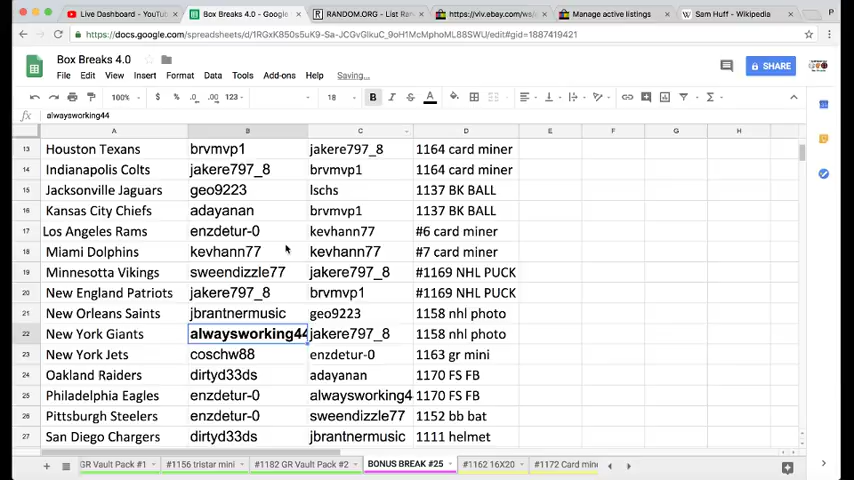 Live Dashboard - YouTube
Box Breaks 4.0 - Google
RANDOM.ORG - List Ran
https://vlv.ebay.com/ws/e
Manage active listings
Sam Huff - Wikipedia
https://docs.google.com/spreadsheets/d/
/edit#gid=1887419421
Box Breaks 4.0
File Edit View Insert Format Data Tools Add-ons Help Saving...
SHARE
100% $ % .0 .00 123 18 B I A
fx alwaysworking44
A B C D E F G H
13 Houston Texans brvmvp1 jakere797_8 1164 card miner
14 Indianapolis Colts jakere797_8 brvmvp1 1164 card miner
15 Jacksonville Jaguars geo9223 lschs 1137 BK BALL
16 Kansas City Chiefs adayanan brvmvp1 1137 BK BALL
17 Los Angeles Rams enzdetur-0 kevhann77 #6 card miner
18 Miami Dolphins kevhann77 kevhann77 #7 card miner
19 Minnesotta Vikings sweendizzle77 jakere797_8 #1169 NHL PUCK
20 New England Patriots jakere797_8 brvmvp1 #1169 NHL PUCK
21 New Orleans Saints jbrantnermusic geo9223 1158 nhl photo
22 New York Giants alwaysworking44 jakere797_8 1158 nhl photo
23 New York Jets coschw88 enzdetur-0 1163 gr mini
24 Oakland Raiders dirtyd33ds adayanan 1170 FS FB
25 Philadelphia Eagles enzdetur-0 alwaysworking4 1170 FS FB
26 Pittsburgh Steelers enzdetur-0 sweendizzle77 1152 bb bat
27 San Diego Chargers dirtyd33ds jbrantnermusic 1111 helmet
GR Vault Pack #1 #1156 tristar mini #1182 GR Vault Pack #2 BONUS BREAK #25 #1162 16X20 #1172 Card mine